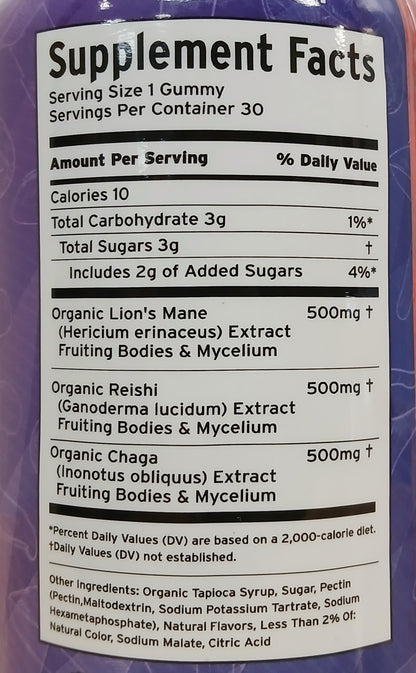 Supplement Facts
Serving Size 1 Gummy
Servings Per Container 30
Amount Per Serving % Daily Value
Calories 10
Total Carbohydrate 3g 1%*
Total Sugars 3g †
Includes 2g of Added Sugars 4%*
Organic Lion's Mane 500mg †
(Hericium erinaceus) Extract
Fruiting Bodies & Mycelium
Organic Reishi 500mg †
(Ganoderma lucidum) Extract
Fruiting Bodies & Mycelium
Organic Chaga 500mg †
(Inonotus obliquus) Extract
Fruiting Bodies & Mycelium
*Percent Daily Values (DV) are based on a 2,000-calorie diet.
†Daily Values (DV) not established.
Other Ingredients: Organic Tapioca Syrup, Sugar, Pectin
(Pectin,Maltodextrin, Sodium Potassium Tartrate, Sodium
Hexametaphosphate), Natural Flavors, Less Than 2% Of:
Natural Color, Sodium Malate, Citric Acid